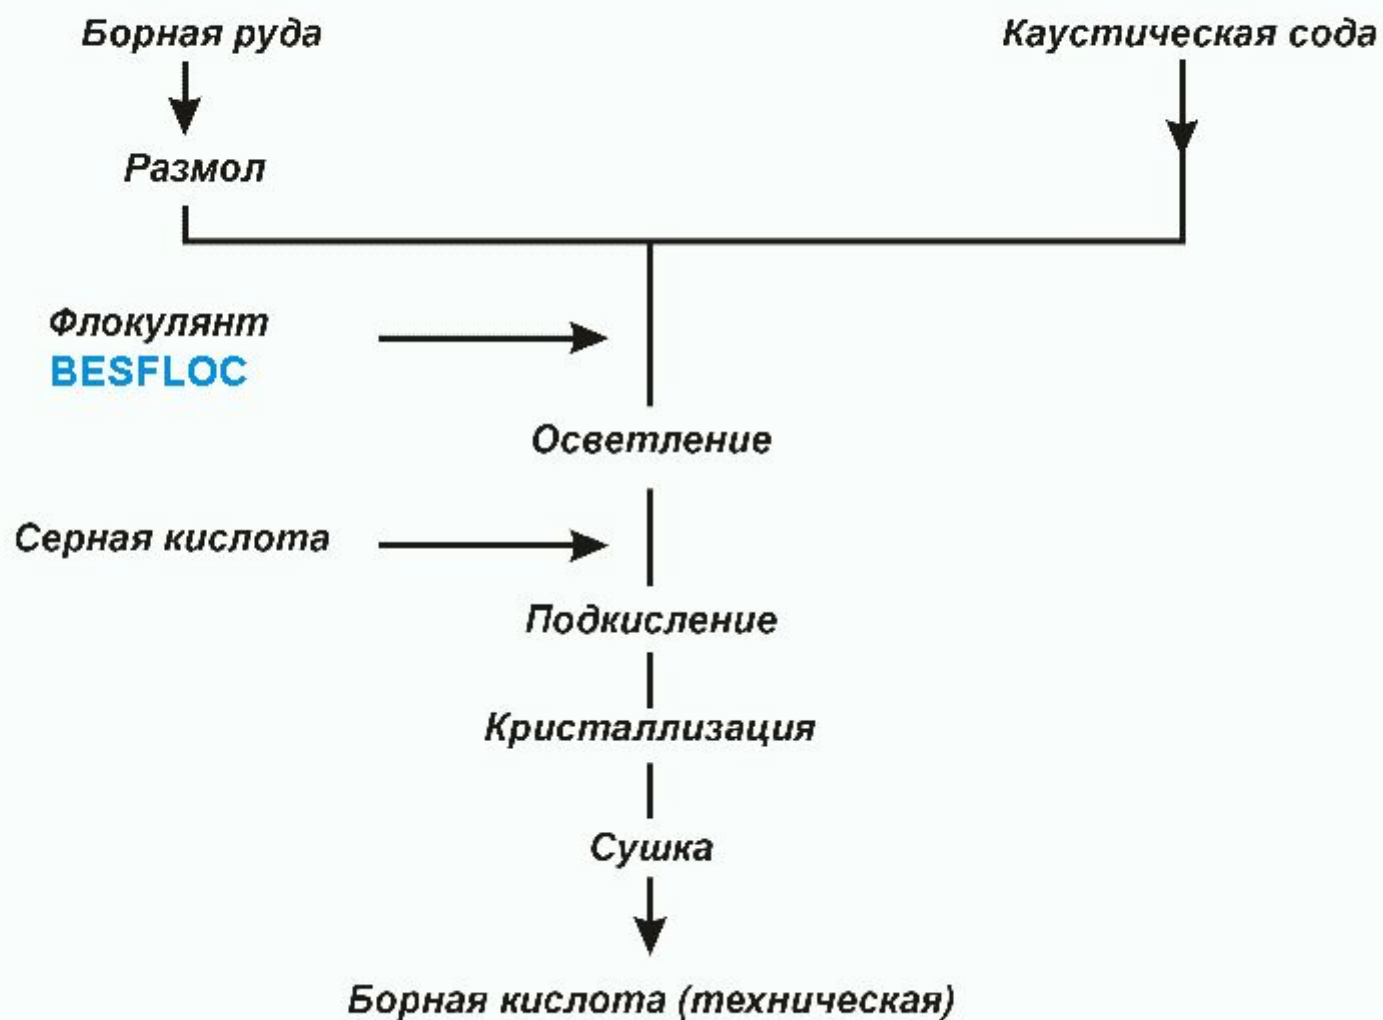 Борная руда
Каустическая сода
Размол
Флокулянт
BESFLOC
Осветление
Серная кислота
Подкисление
Кристаллизация
Сушка
Борная кислота (техническая)